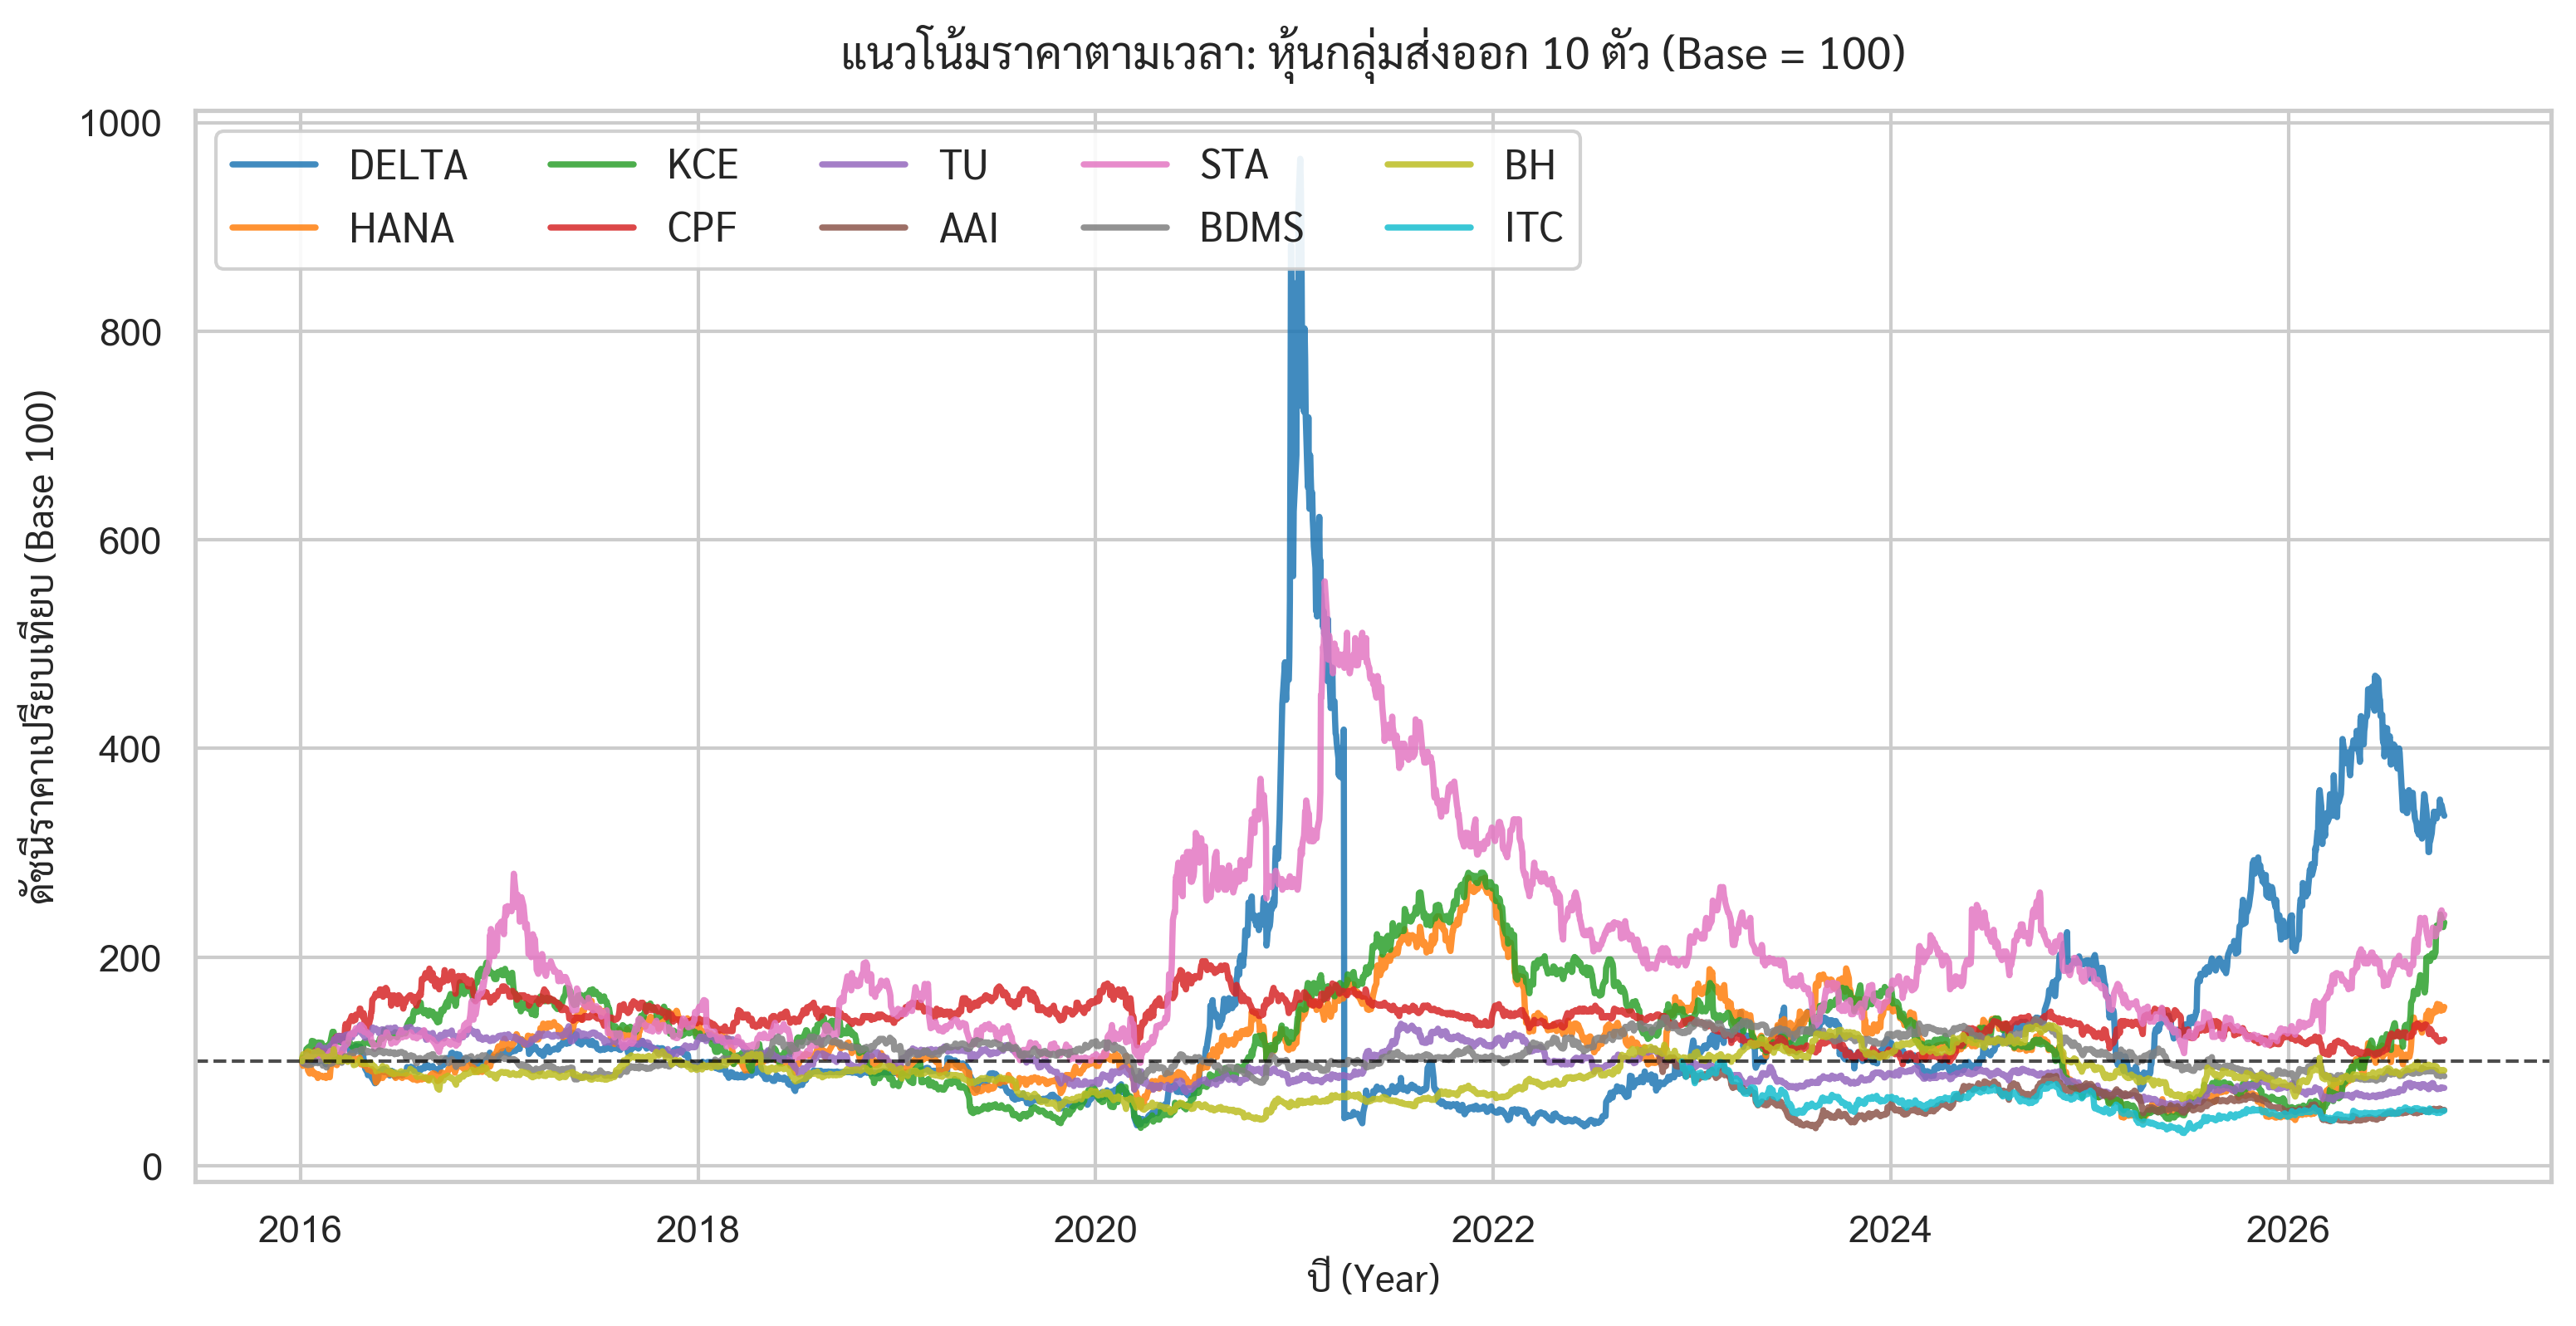 แนวโน้มราคาตามเวลา: หุ้นกลุ่มส่งออก 10 ตัว (Base = 100)
DELTA KCE TU STA BH
HANA CPF AAI BDMS ITC
ดัชนีราคาเปรียบเทียบ (Base 100)
1000
800
600
400
200
0
2016 2018 2020 2022 2024 2026
ปี (Year)